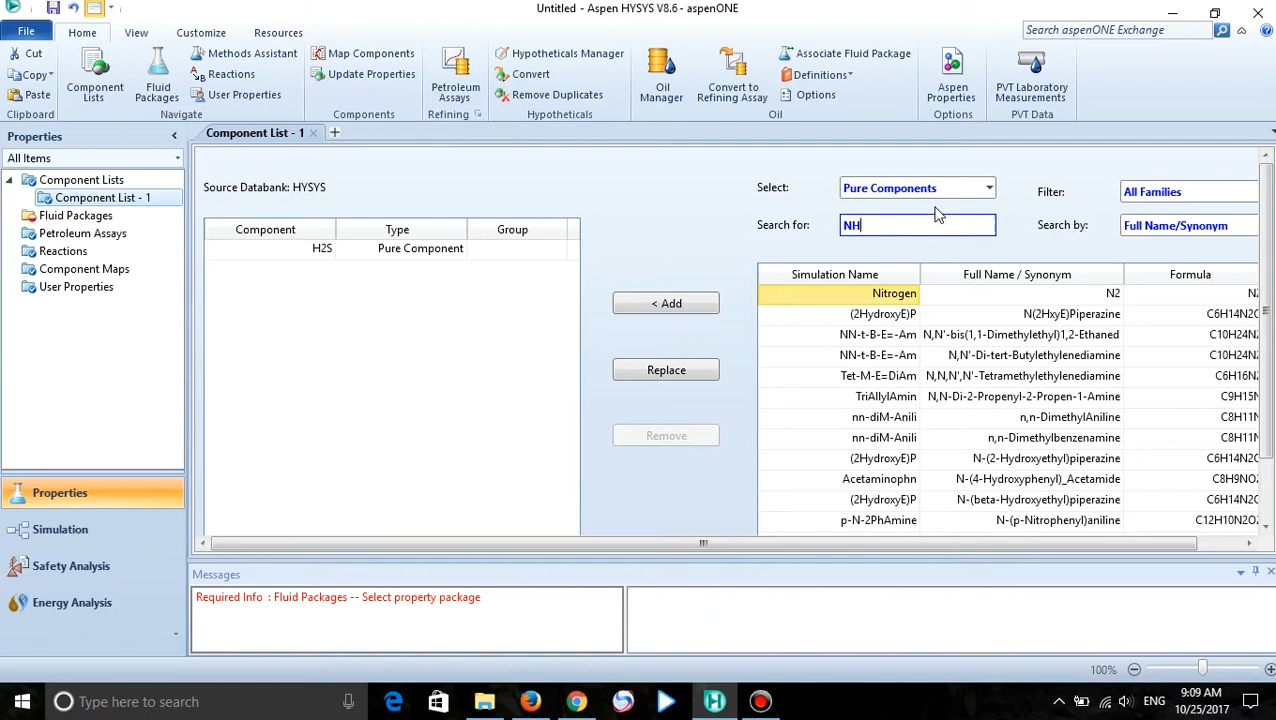 Untitled - Aspen HYSYS V8.6 - aspenONE
File
Home
View
Customize
Resources
Search aspenONE Exchange
Cut
Copy
Paste
Clipboard
Component Lists
Fluid Packages
Methods Assistant
Reactions
User Properties
Navigate
Map Components
Update Properties
Components
Petroleum Assays
Refining
Hypotheticals Manager
Convert
Remove Duplicates
Hypotheticals
Oil Manager
Convert to Refining Assay
Associate Fluid Package
Definitions
Options
Oil
Aspen Properties
Options
PVT Laboratory Measurements
PVT Data
Properties
All Items
Component Lists
Component List - 1
Fluid Packages
Petroleum Assays
Reactions
Component Maps
User Properties
Properties
Simulation
Safety Analysis
Energy Analysis
Component List - 1
Source Databank: HYSYS
Component Type Group
H2S Pure Component
< Add
Replace
Remove
Select: Pure Components
Filter: All Families
Search for: NH
Search by: Full Name/Synonym
Simulation Name Full Name / Synonym Formula
Nitrogen N2 N2
(2HydroxyE)P N(2HxyE)Piperazine C6H14N2O
NN-t-B-E=-Am N,N'-bis(1,1-Dimethylethyl)1,2-Ethaned C10H24N2
NN-t-B-E=-Am N,N'-Di-tert-Butylethylenediamine C10H24N2
Tet-M-E=DiAm N,N,N',N'-Tetramethylethylenediamine C6H16N2
TriAllylAmin N,N-Di-2-Propenyl-2-Propen-1-Amine C9H15N
nn-diM-Anili n,n-DimethylAniline C8H11N
nn-diM-Anili n,n-Dimethylbenzenamine C8H11N
(2HydroxyE)P N-(2-Hydroxyethyl)piperazine C6H14N2O
Acetaminophn N-(4-Hydroxyphenyl)_Acetamide C8H9NO2
(2HydroxyE)P N-(beta-Hydroxyethyl)piperazine C6H14N2O
p-N-2PhAmine N-(p-Nitrophenyl)aniline C12H10N2O2
Messages
Required Info : Fluid Packages -- Select property package
100%
Type here to search
ENG
9:09 AM
10/25/2017